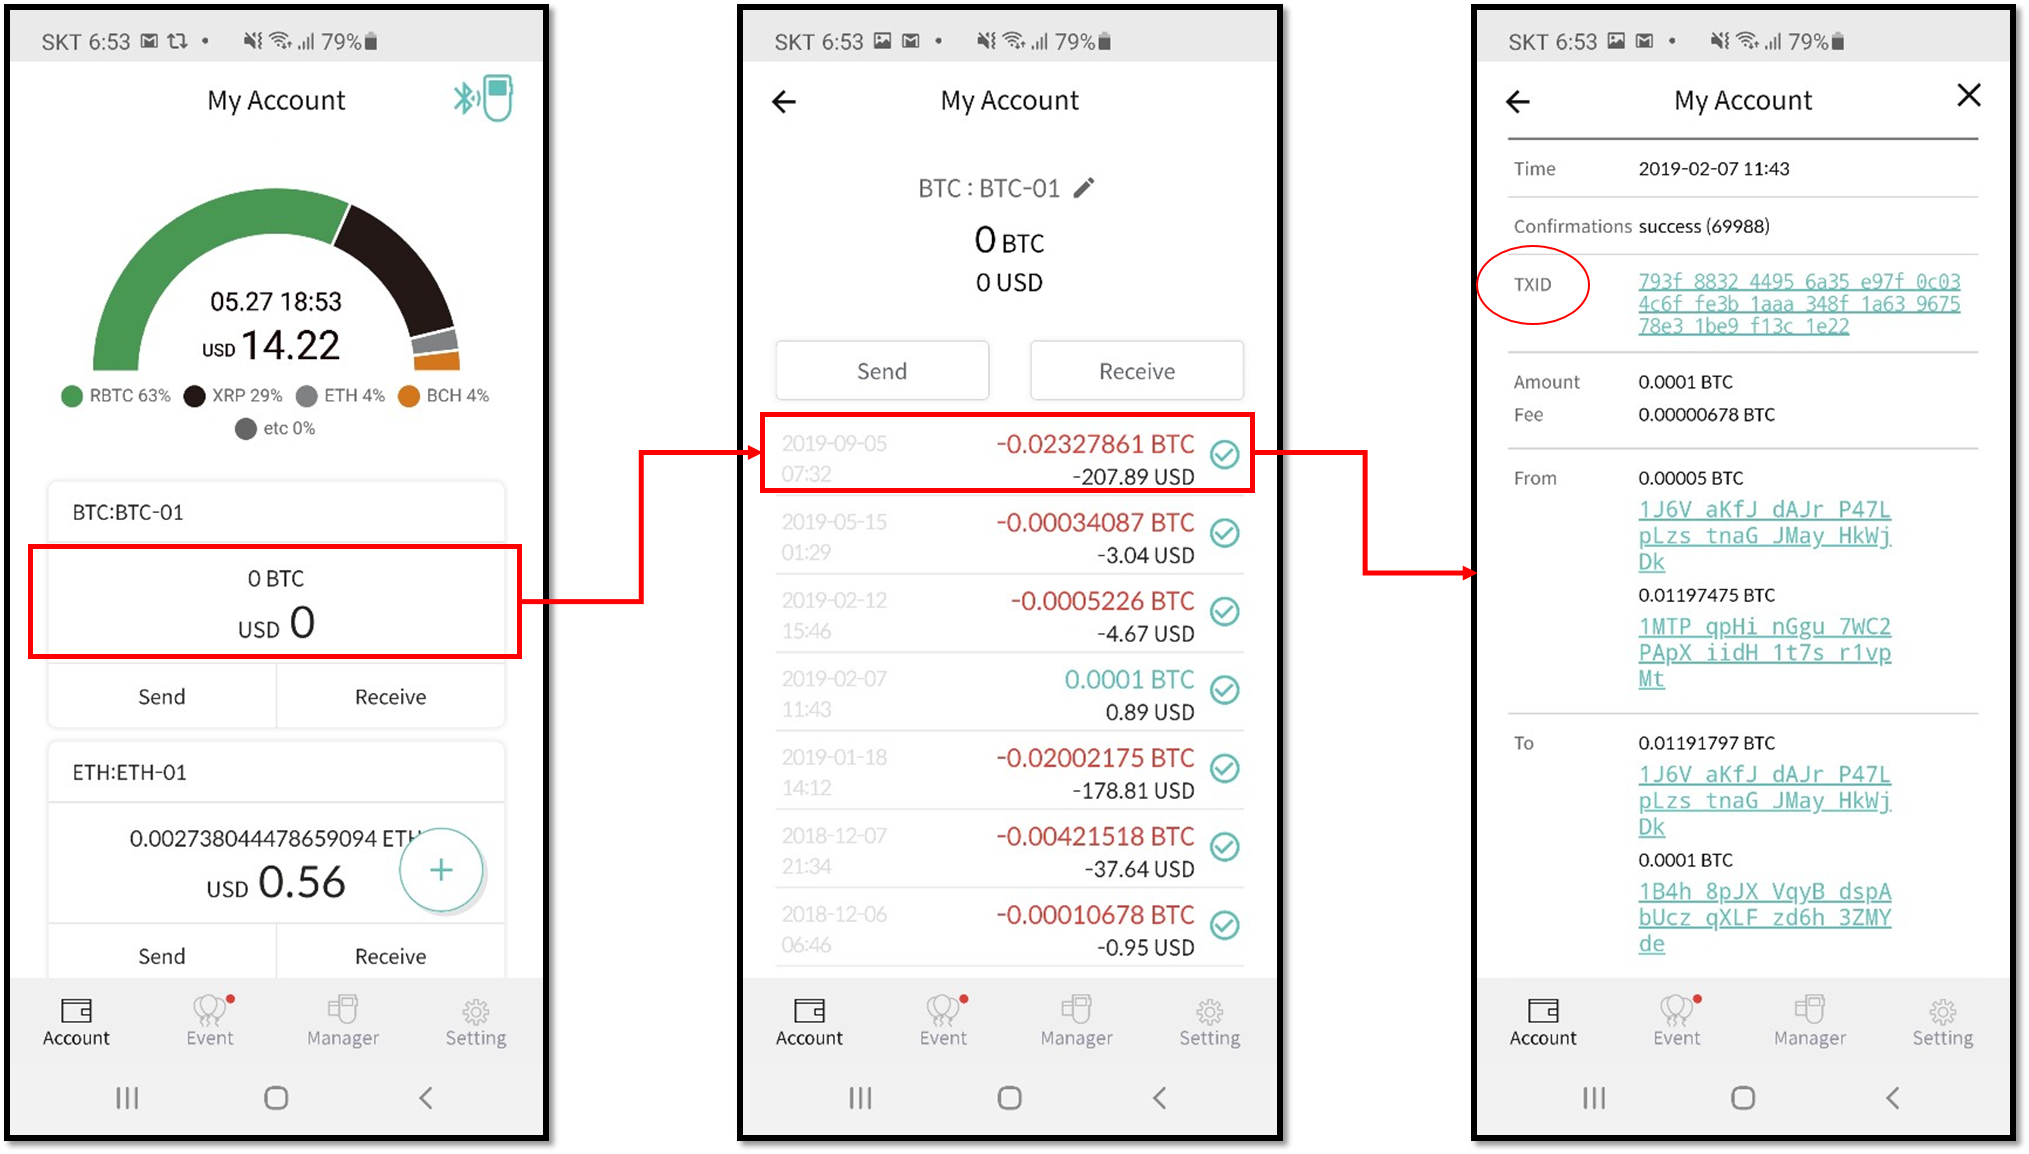 SKT 6:53 79%
My Account
05.27 18:53
USD 14.22
RBTC 63% XRP 29% ETH 4% BCH 4%
etc 0%
BTC:BTC-01
0 BTC
USD 0
Send Receive
ETH:ETH-01
0.002738044478659094 ETH
USD 0.56
+
Send Receive
Account Event Manager Setting
SKT 6:53 79%
My Account
BTC : BTC-01
0 BTC
0 USD
Send Receive
2019-09-05 -0.02327861 BTC
07:32 -207.89 USD
2019-05-15 -0.00034087 BTC
01:29 -3.04 USD
2019-02-12 -0.0005226 BTC
15:46 -4.67 USD
2019-02-07 0.0001 BTC
11:43 0.89 USD
2019-01-18 -0.02002175 BTC
14:12 -178.81 USD
2018-12-07 -0.00421518 BTC
21:34 -37.64 USD
2018-12-06 -0.00010678 BTC
06:46 -0.95 USD
Account Event Manager Setting
SKT 6:53 79%
My Account
Time 2019-02-07 11:43
Confirmations success (69988)
TXID 793f 8832 4495 6a35 e97f 0c03
4c6f fe3b 1aaa 348f 1a63 9675
78e3 1be9 f13c 1e22
Amount 0.0001 BTC
Fee 0.00000678 BTC
From 0.00005 BTC
1J6V aKfJ dAJr P47L
pLzs tnaG JMay HkWj
Dk
0.01197475 BTC
1MTP qpHi nGgu 7WC2
PApX iidH 1t7s r1vp
Mt
To 0.01191797 BTC
1J6V aKfJ dAJr P47L
pLzs tnaG JMay HkWj
Dk
0.0001 BTC
1B4h 8pJX VqyB dspA
bUcz qXLF zd6h 3ZMY
de
Account Event Manager Setting